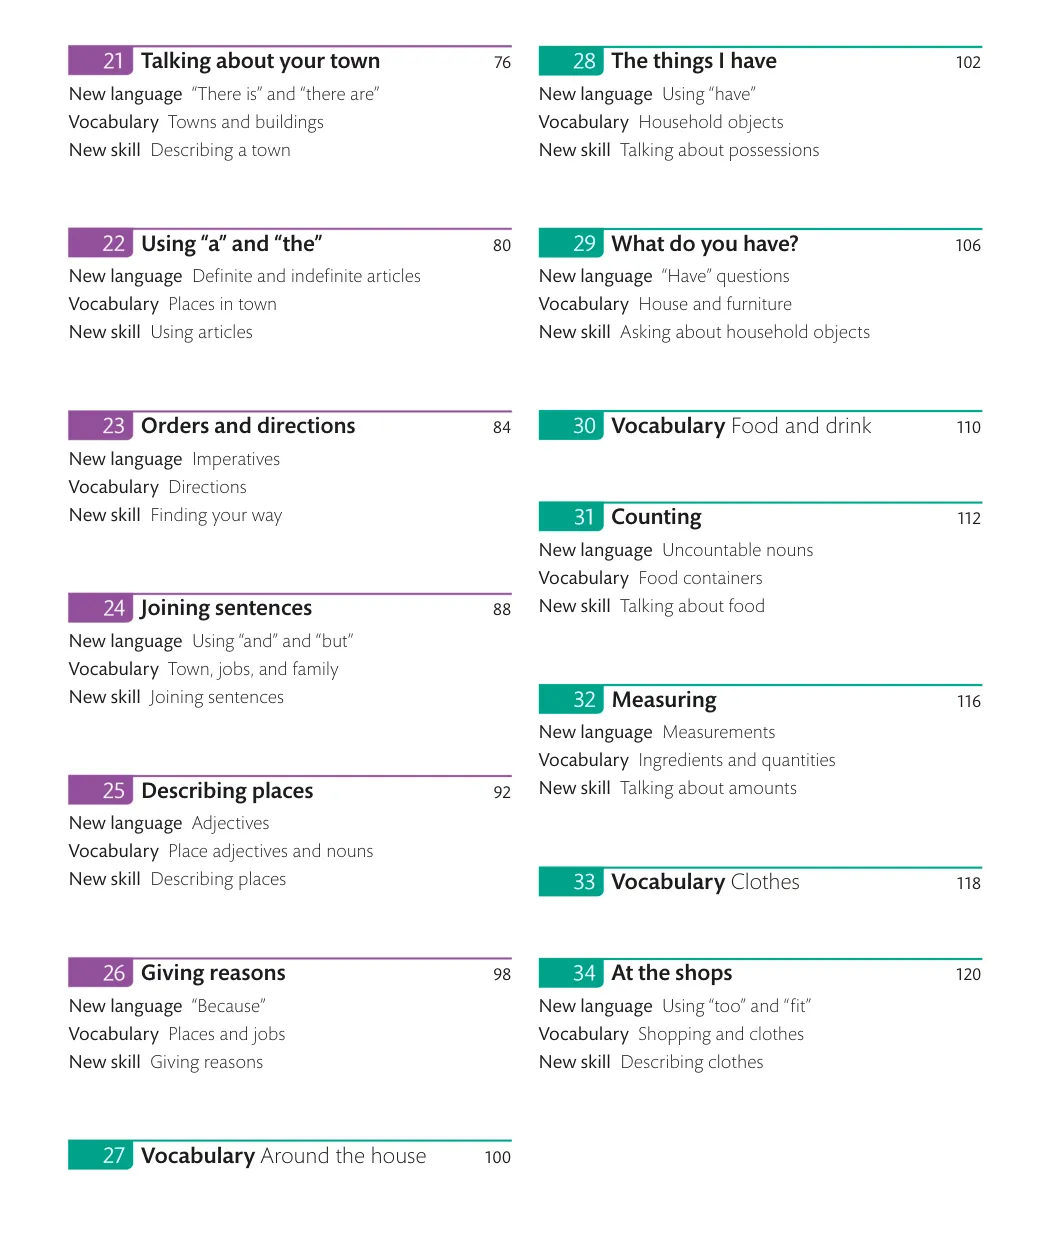 21 Talking about your town 76
New language “There is” and “there are”
Vocabulary Towns and buildings
New skill Describing a town
22 Using “a” and “the” 80
New language Definite and indefinite articles
Vocabulary Places in town
New skill Using articles
23 Orders and directions 84
New language Imperatives
Vocabulary Directions
New skill Finding your way
24 Joining sentences 88
New language Using “and” and “but”
Vocabulary Town, jobs, and family
New skill Joining sentences
25 Describing places 92
New language Adjectives
Vocabulary Place adjectives and nouns
New skill Describing places
26 Giving reasons 98
New language “Because”
Vocabulary Places and jobs
New skill Giving reasons
27 Vocabulary Around the house 100
28 The things I have 102
New language Using “have”
Vocabulary Household objects
New skill Talking about possessions
29 What do you have? 106
New language “Have” questions
Vocabulary House and furniture
New skill Asking about household objects
30 Vocabulary Food and drink 110
31 Counting 112
New language Uncountable nouns
Vocabulary Food containers
New skill Talking about food
32 Measuring 116
New language Measurements
Vocabulary Ingredients and quantities
New skill Talking about amounts
33 Vocabulary Clothes 118
34 At the shops 120
New language Using “too” and “fit”
Vocabulary Shopping and clothes
New skill Describing clothes